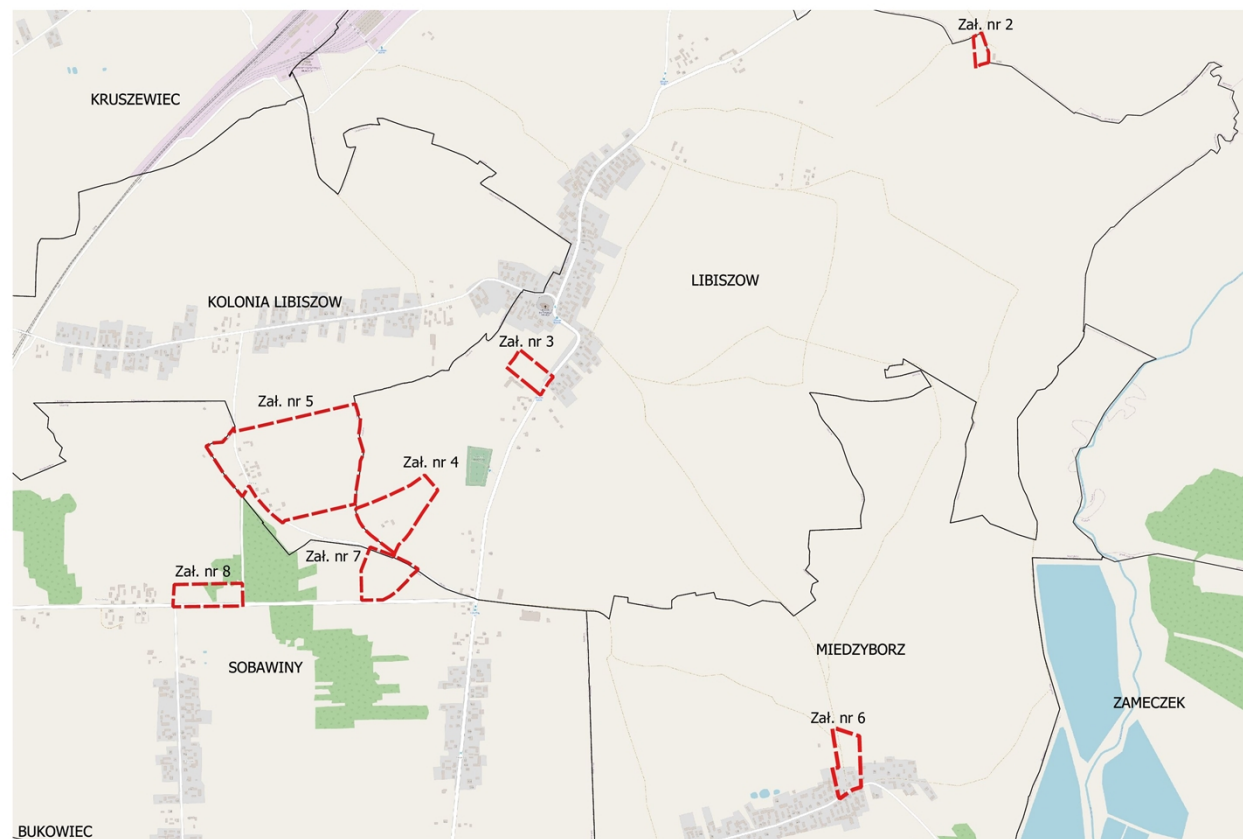 Zał. nr 2
KRUSZEWIEC
LIBISZOW
KOLONIA LIBISZOW
Zał. nr 3
Zał. nr 5
Zał. nr 4
Zał. nr 7
Zał. nr 8
MIEDZYBORZ
SOBAWINY
ZAMECZEK
Zał. nr 6
BUKOWIEC